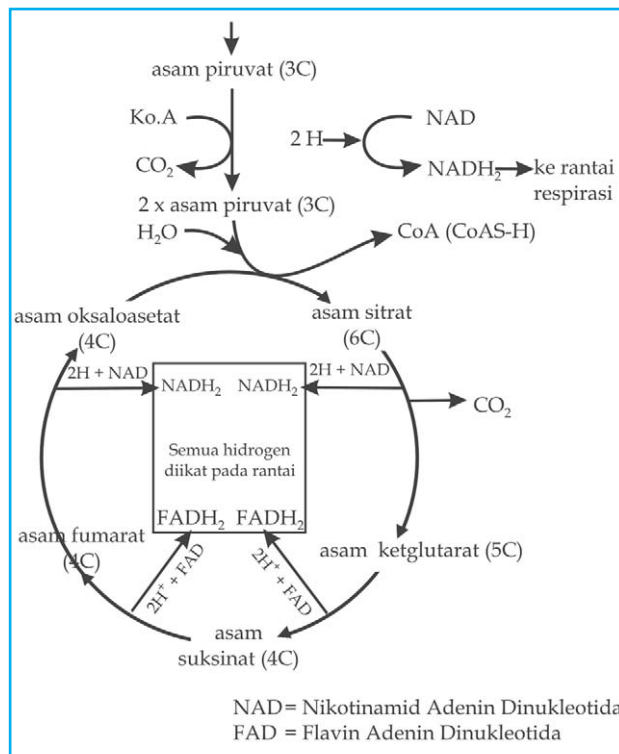 asam piruvat (3C)
Ko.A
NAD
2 H
CO₂
NADH₂
ke rantai
respirasi
2 x asam piruvat (3C)
H₂O
CoA (CoAS-H)
asam oksaloasetat
(4C)
asam sitrat
(6C)
2H + NAD
2H + NAD
NADH₂
NADH₂
CO₂
Semua hidrogen
diikat pada rantai
FADH₂
FADH₂
asam fumarat
(4C)
asam ketglutarat (5C)
2H⁺ + FAD
2H⁺ + FAD
asam
suksinat (4C)
NAD = Nikotinamid Adenin Dinukleotida
FAD = Flavin Adenin Dinukleotida